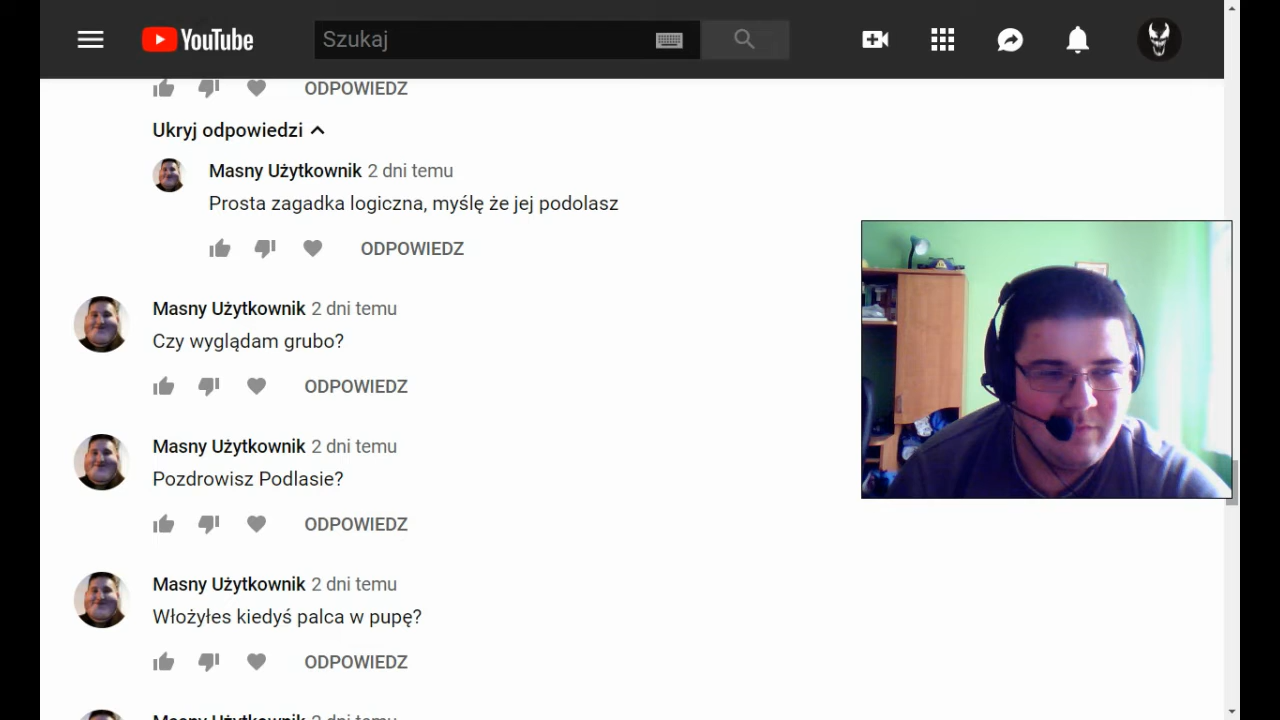 YouTube
Szukaj
ODPOWIEDZ
Ukryj odpowiedzi
Masny Użytkownik 2 dni temu
Prosta zagadka logiczna, myślę że jej podolasz
ODPOWIEDZ
Masny Użytkownik 2 dni temu
Czy wyglądam grubo?
ODPOWIEDZ
Masny Użytkownik 2 dni temu
Pozdrowisz Podlasie?
ODPOWIEDZ
Masny Użytkownik 2 dni temu
Włożyłes kiedyś palca w pupę?
ODPOWIEDZ
Masny Użytkownik 2 dni temu